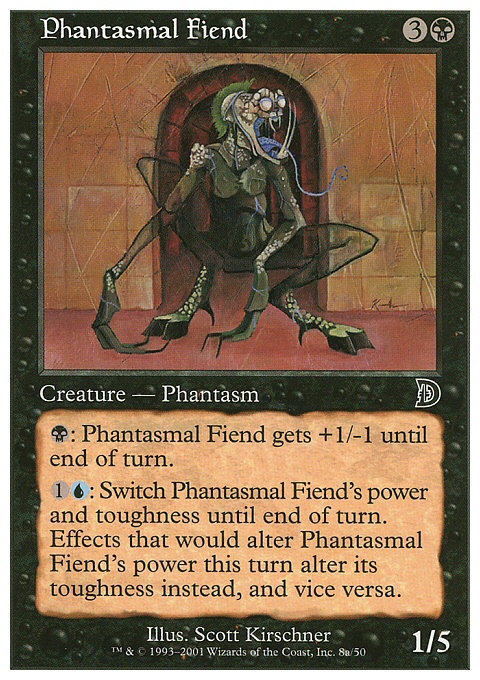 Phantasmal Fiend 3
Creature — Phantasm
: Phantasmal Fiend gets +1/-1 until
end of turn.
1 : Switch Phantasmal Fiend's power
and toughness until end of turn.
Effects that would alter Phantasmal
Fiend's power this turn alter its
toughness instead, and vice versa.
Illus. Scott Kirschner
™ & © 1993–2001 Wizards of the Coast, Inc. 8a/50
1/5